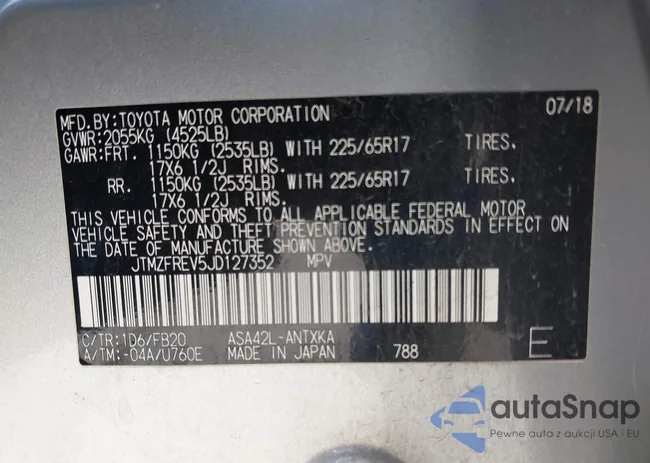 MFD.BY:TOYOTA MOTOR CORPORATION 07/18
GVWR:2055KG (4525LB)
GAWR:FRT. 1150KG (2535LB) WITH 225/65R17 TIRES.
17X6 1/2J RIMS.
RR. 1150KG (2535LB) WITH 225/65R17 TIRES.
17X6 1/2J RIMS.
THIS VEHICLE CONFORMS TO ALL APPLICABLE FEDERAL MOTOR
VEHICLE SAFETY AND THEFT PREVENTION STANDARDS IN EFFECT ON
THE DATE OF MANUFACTURE SHOWN ABOVE.
JTMZFREV5JD127352 MPV
C/TR:1D6/FB20 ASA42L-ANTXKA
A/TM:-04A/U760E MADE IN JAPAN 788 E
autaSnap
Pewne auta z aukcji USA i EU